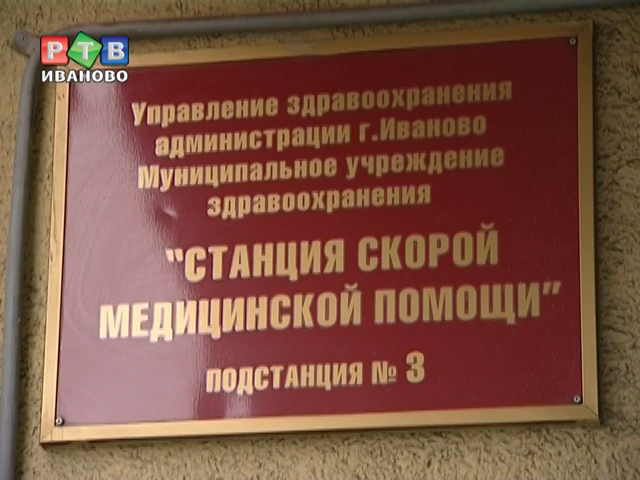 РТВ
ИВАНОВО
Управление здравоохранения
администрации г.Иваново
Муниципальное учреждение
здравоохранения
"СТАНЦИЯ СКОРОЙ
МЕДИЦИНСКОЙ ПОМОЩИ"
ПОДСТАНЦИЯ № 3